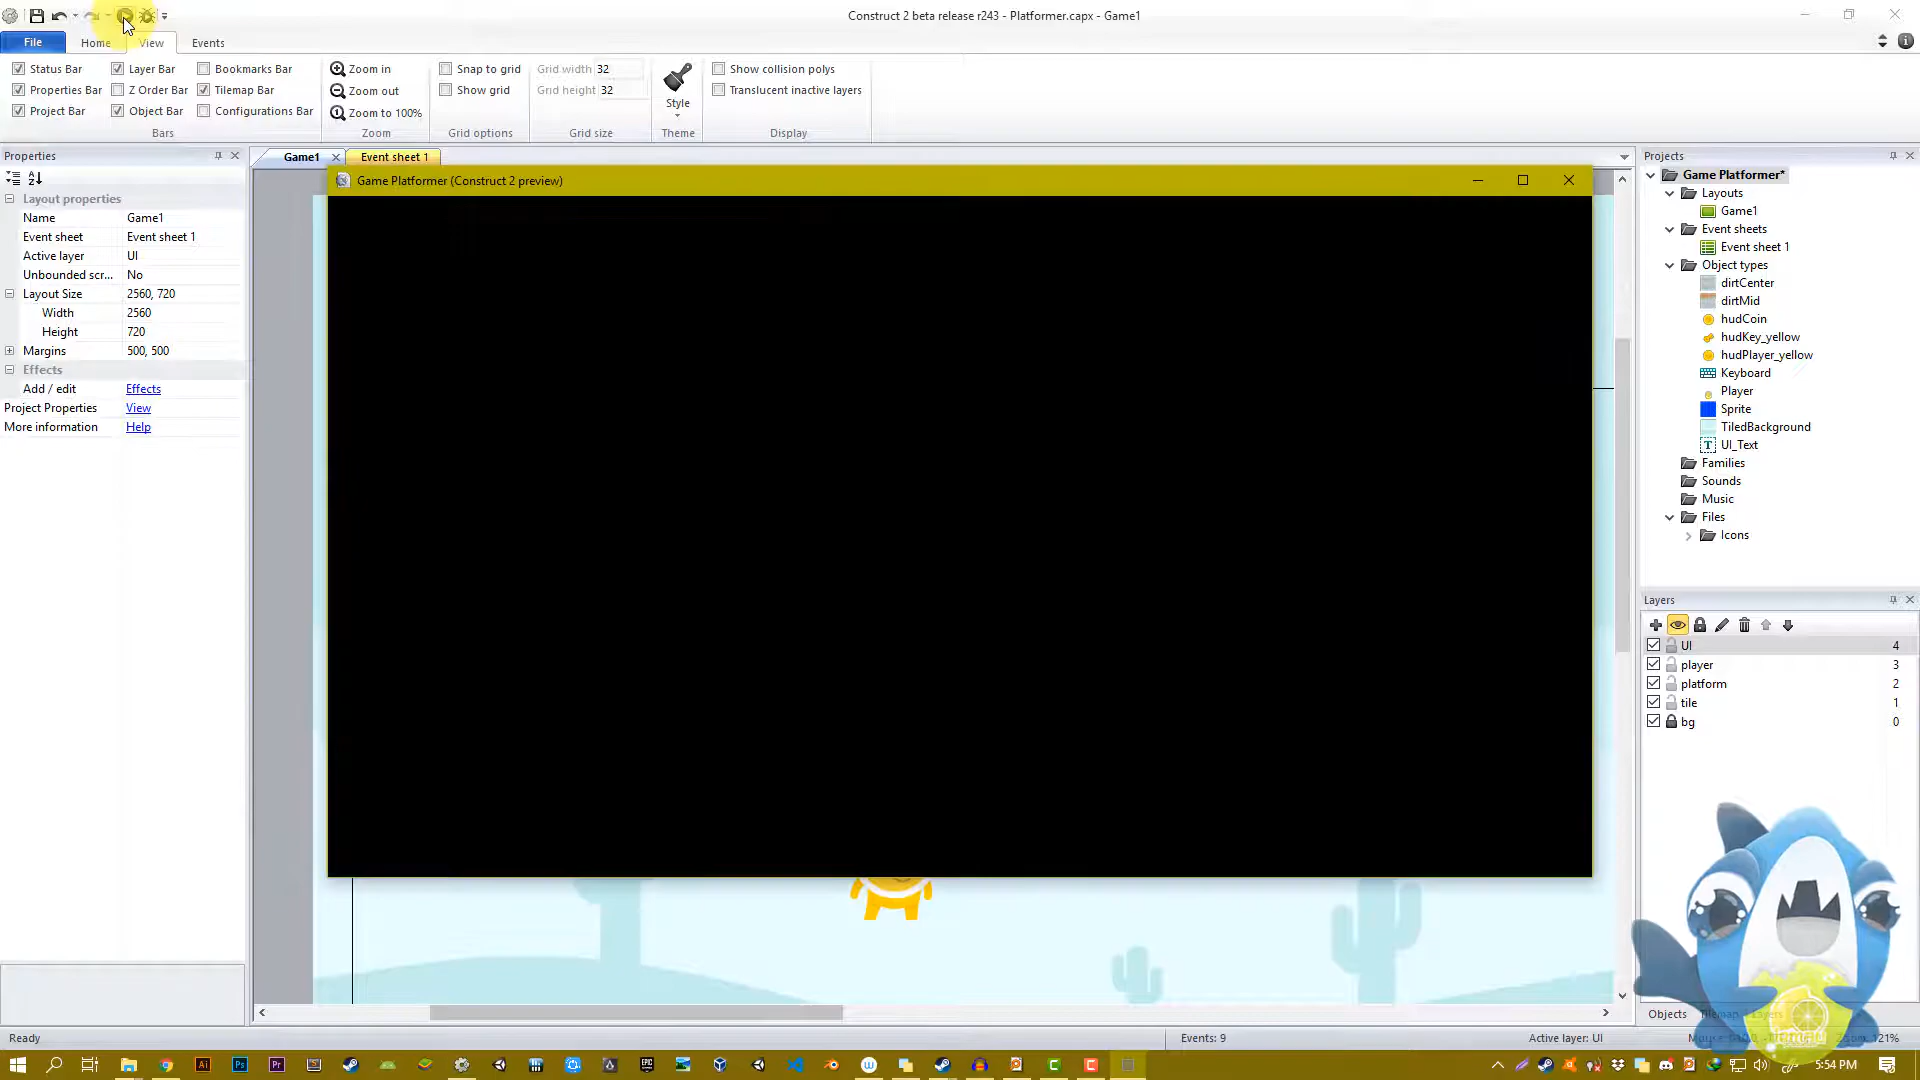 Construct 2 beta release r243 - Platformer.capx - Game1
File Home View Events
Status Bar Layer Bar Bookmarks Bar Zoom in Snap to grid Grid width 32 Show collision polys
Properties Bar Z Order Bar Tilemap Bar Zoom out Show grid Grid height 32 Style Translucent inactive layers
Project Bar Object Bar Configurations Bar Zoom to 100%
Bars Zoom Grid options Grid size Theme Display
Properties
Layout properties
Name Game1
Event sheet Event sheet 1
Active layer UI
Unbounded scr... No
Layout Size 2560, 720
Width 2560
Height 720
Margins 500, 500
Effects
Add / edit Effects
Project Properties View
More information Help
Game1 Event sheet 1
Game Platformer (Construct 2 preview)
Projects
Game Platformer*
Layouts
Game1
Event sheets
Event sheet 1
Object types
dirtCenter
dirtMid
hudCoin
hudKey_yellow
hudPlayer_yellow
Keyboard
Player
Sprite
TiledBackground
UI_Text
Families
Sounds
Music
Files
Icons
Layers
UI 4
player 3
platform 2
tile 1
bg 0
Objects
Ready Events: 9 Active layer: UI 121%
5:54 PM